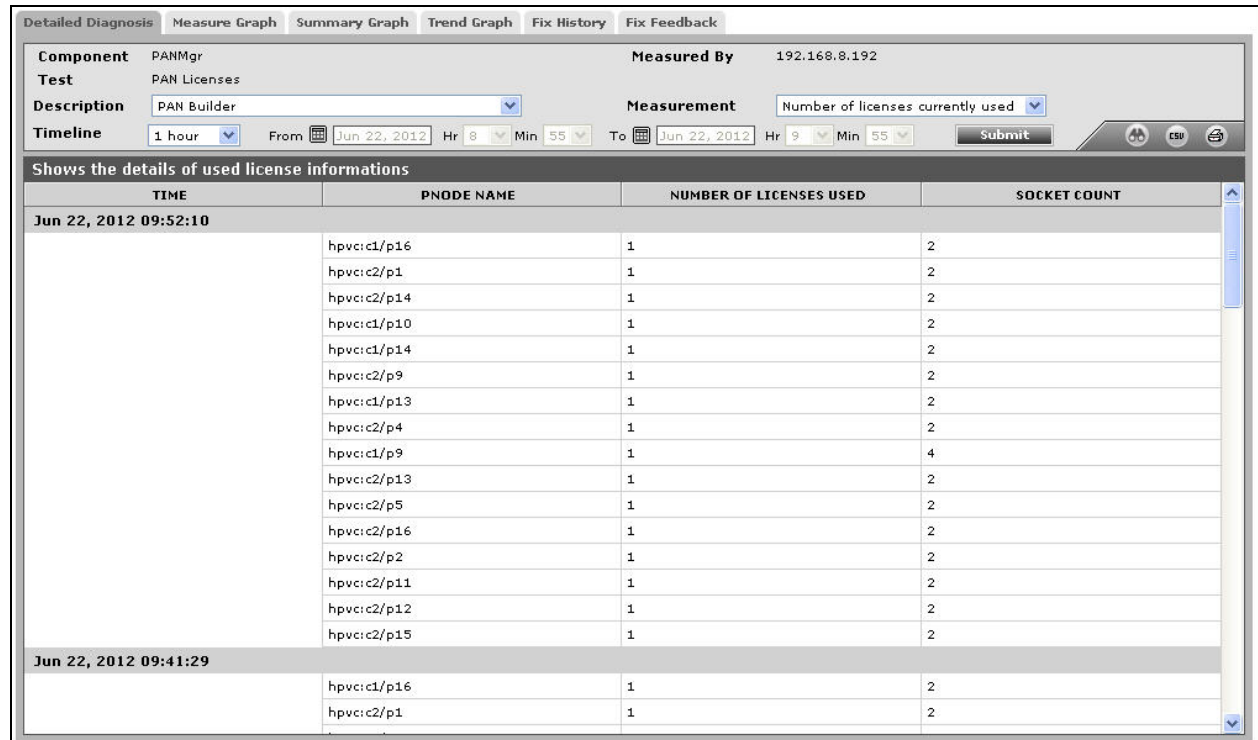 Detailed Diagnosis Measure Graph Summary Graph Trend Graph Fix History Fix Feedback
Component PANMgr Measured By 192.168.8.192
Test PAN Licenses
Description PAN Builder Measurement Number of licenses currently used
Timeline 1 hour From Jun 22, 2012 Hr 8 Min 55 To Jun 22, 2012 Hr 9 Min 55 Submit CSV
Shows the details of used license informations
TIME PNODE NAME NUMBER OF LICENSES USED SOCKET COUNT
Jun 22, 2012 09:52:10
hpvc:c1/p16 1 2
hpvc:c2/p1 1 2
hpvc:c2/p14 1 2
hpvc:c1/p10 1 2
hpvc:c1/p14 1 2
hpvc:c2/p9 1 2
hpvc:c1/p13 1 2
hpvc:c2/p4 1 2
hpvc:c1/p9 1 4
hpvc:c2/p13 1 2
hpvc:c2/p5 1 2
hpvc:c2/p16 1 2
hpvc:c2/p2 1 2
hpvc:c2/p11 1 2
hpvc:c2/p12 1 2
hpvc:c2/p15 1 2
Jun 22, 2012 09:41:29
hpvc:c1/p16 1 2
hpvc:c2/p1 1 2